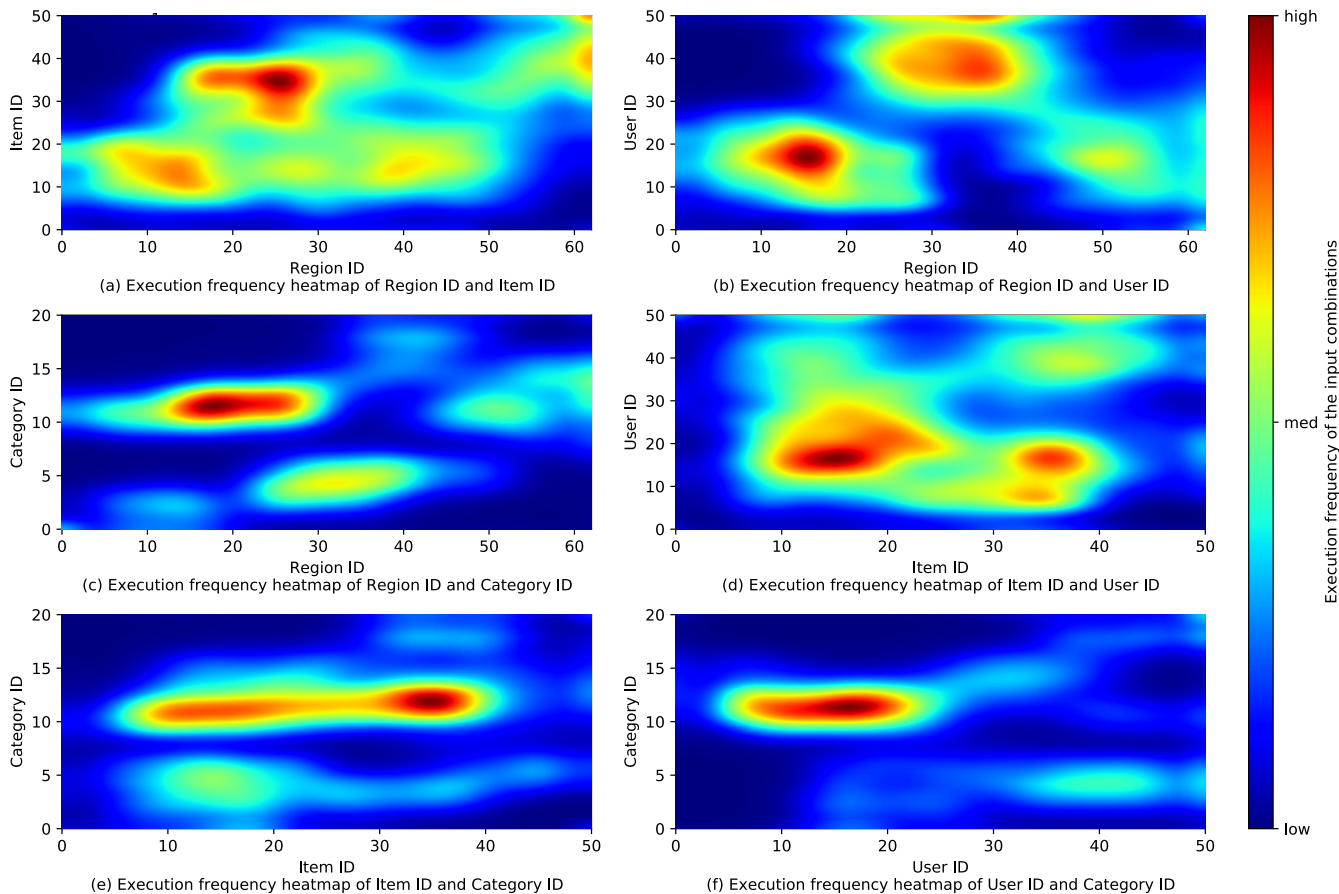 50
40
30
20
10
0
Item ID
0 10 20 30 40 50 60
Region ID
(a) Execution frequency heatmap of Region ID and Item ID
50
40
30
20
10
0
User ID
0 10 20 30 40 50 60
Region ID
(b) Execution frequency heatmap of Region ID and User ID
20
15
10
5
0
Category ID
0 10 20 30 40 50 60
Region ID
(c) Execution frequency heatmap of Region ID and Category ID
50
40
30
20
10
0
User ID
0 10 20 30 40 50
Item ID
(d) Execution frequency heatmap of Item ID and User ID
20
15
10
5
0
Category ID
0 10 20 30 40 50
Item ID
(e) Execution frequency heatmap of Item ID and Category ID
20
15
10
5
0
Category ID
0 10 20 30 40 50
User ID
(f) Execution frequency heatmap of User ID and Category ID
high
med
low
Execution frequency of the input combinations